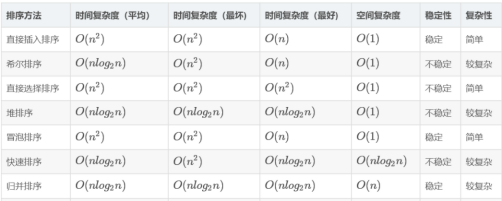 排序方法 时间复杂度（平均） 时间复杂度（最坏） 时间复杂度（最好） 空间复杂度 稳定性 复杂性
直接插入排序 O(n²) O(n²) O(n) O(1) 稳定 简单
希尔排序 O(nlog₂n) O(n²) O(n) O(1) 不稳定 较复杂
直接选择排序 O(n²) O(n²) O(n²) O(1) 不稳定 简单
堆排序 O(nlog₂n) O(nlog₂n) O(nlog₂n) O(1) 不稳定 较复杂
冒泡排序 O(n²) O(n²) O(n) O(1) 稳定 简单
快速排序 O(nlog₂n) O(n²) O(nlog₂n) O(nlog₂n) 不稳定 较复杂
归并排序 O(nlog₂n) O(nlog₂n) O(nlog₂n) O(n) 稳定 较复杂